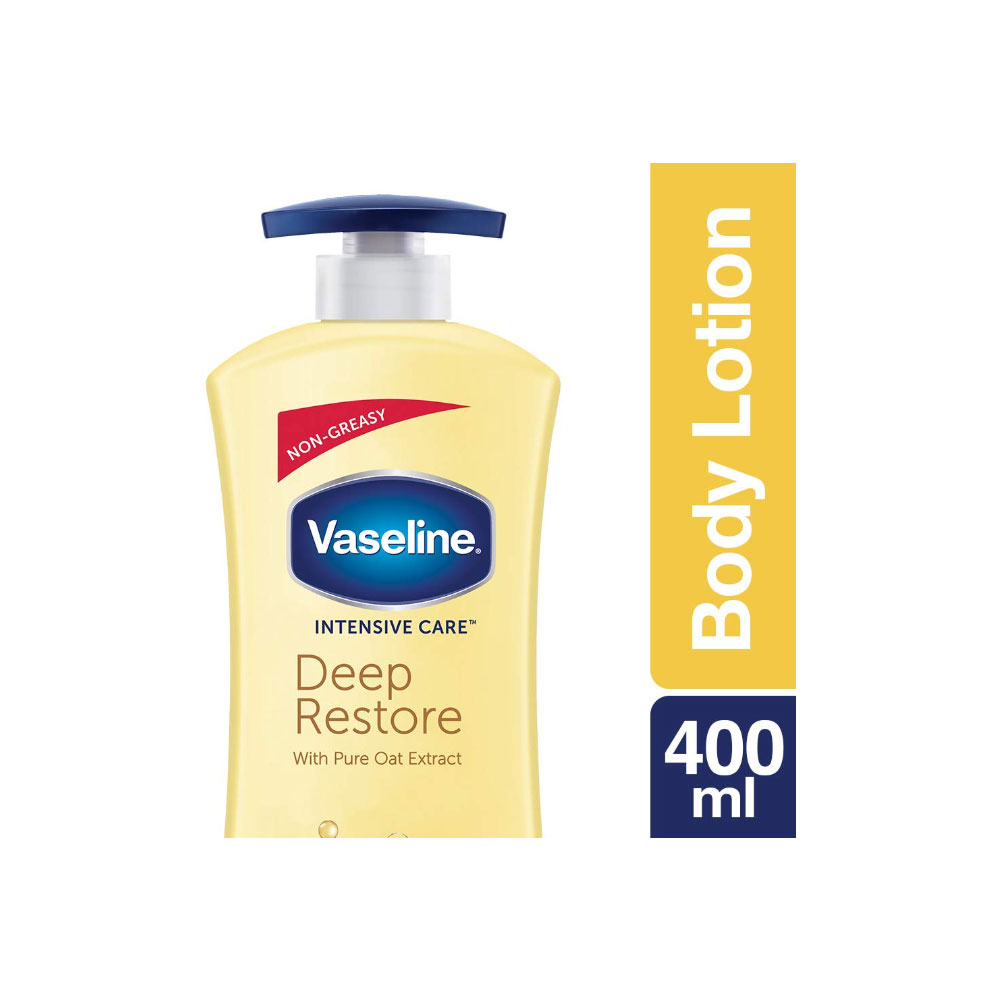 NON-GREASY
Vaseline®
INTENSIVE CARE™
Deep
Restore
With Pure Oat Extract
Body Lotion
400
ml